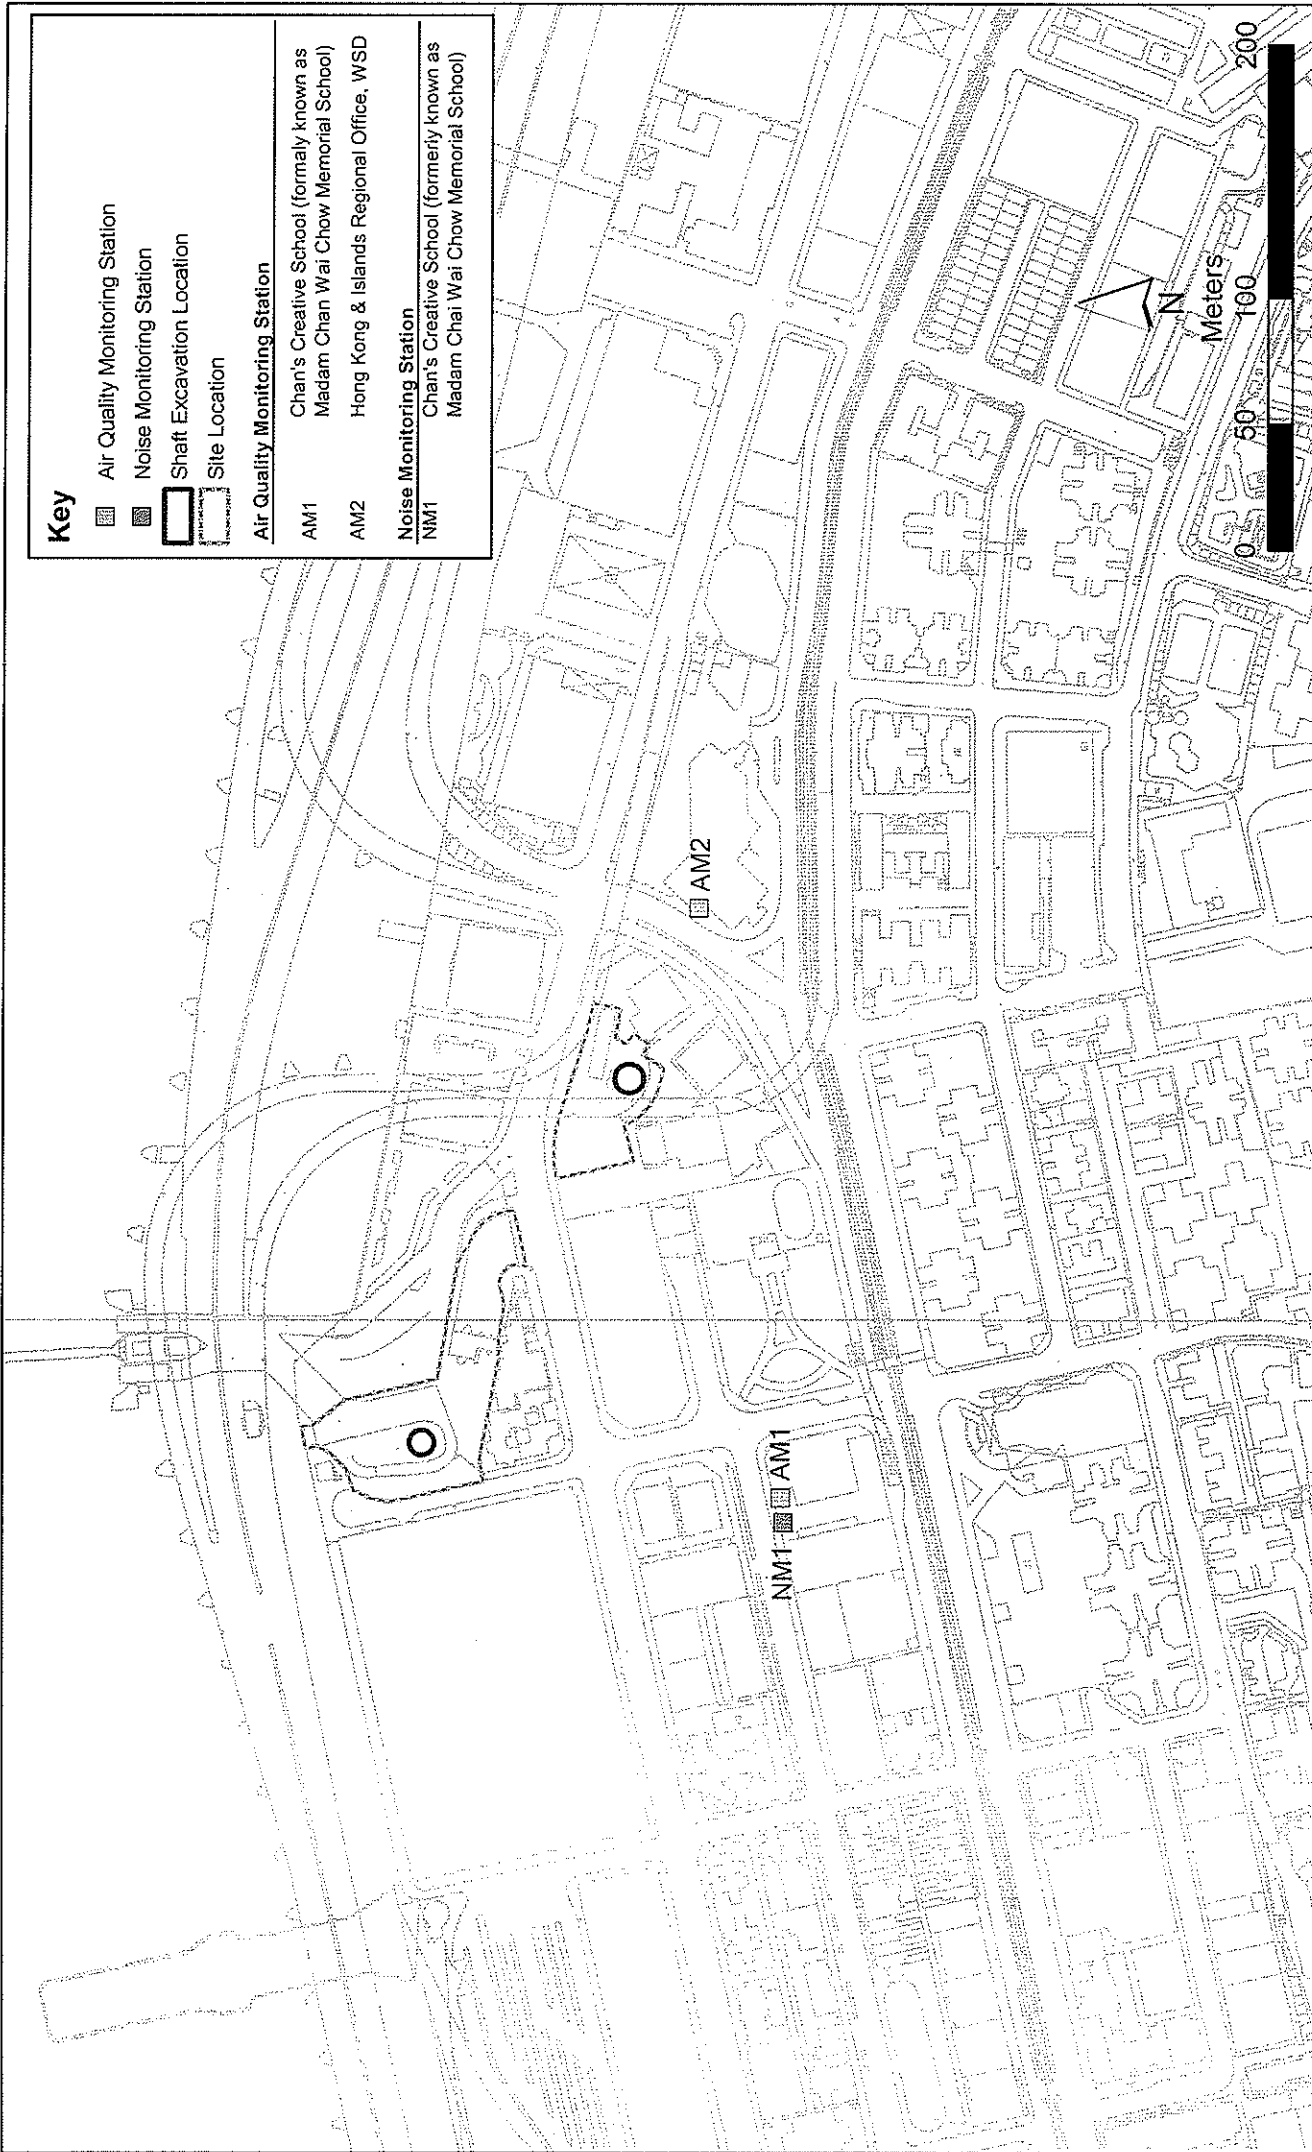 Key
Air Quality Monitoring Station
Noise Monitoring Station
Shaft Excavation Location
Site Location
Air Quality Monitoring Station
AM1 Chan's Creative School (formaly known as
Madam Chan Wai Chow Memorial School)
AM2 Hong Kong & Islands Regional Office, WSD
Noise Monitoring Station
NM1 Chan's Creative School (formerly known as
Madam Chai Wai Chow Memorial School)
AM2
NM1 AM1
N
Meters
0 50 100 200